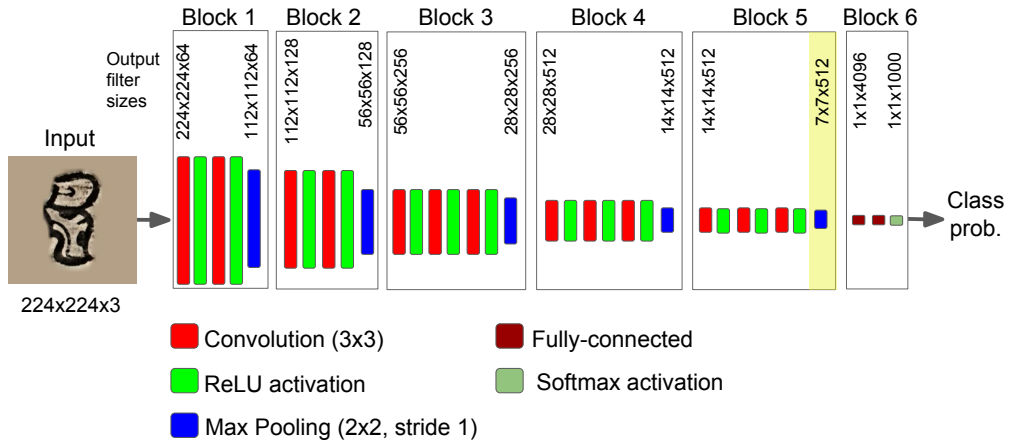 Block 1 Block 2 Block 3 Block 4 Block 5 Block 6
Output
filter
sizes
224x224x64
112x112x64
112x112x128
56x56x128
56x56x256
28x28x256
28x28x512
14x14x512
14x14x512
7x7x512
1x1x4096
1x1x1000
Input
224x224x3
Class
prob.
Convolution (3x3)
ReLU activation
Max Pooling (2x2, stride 1)
Fully-connected
Softmax activation